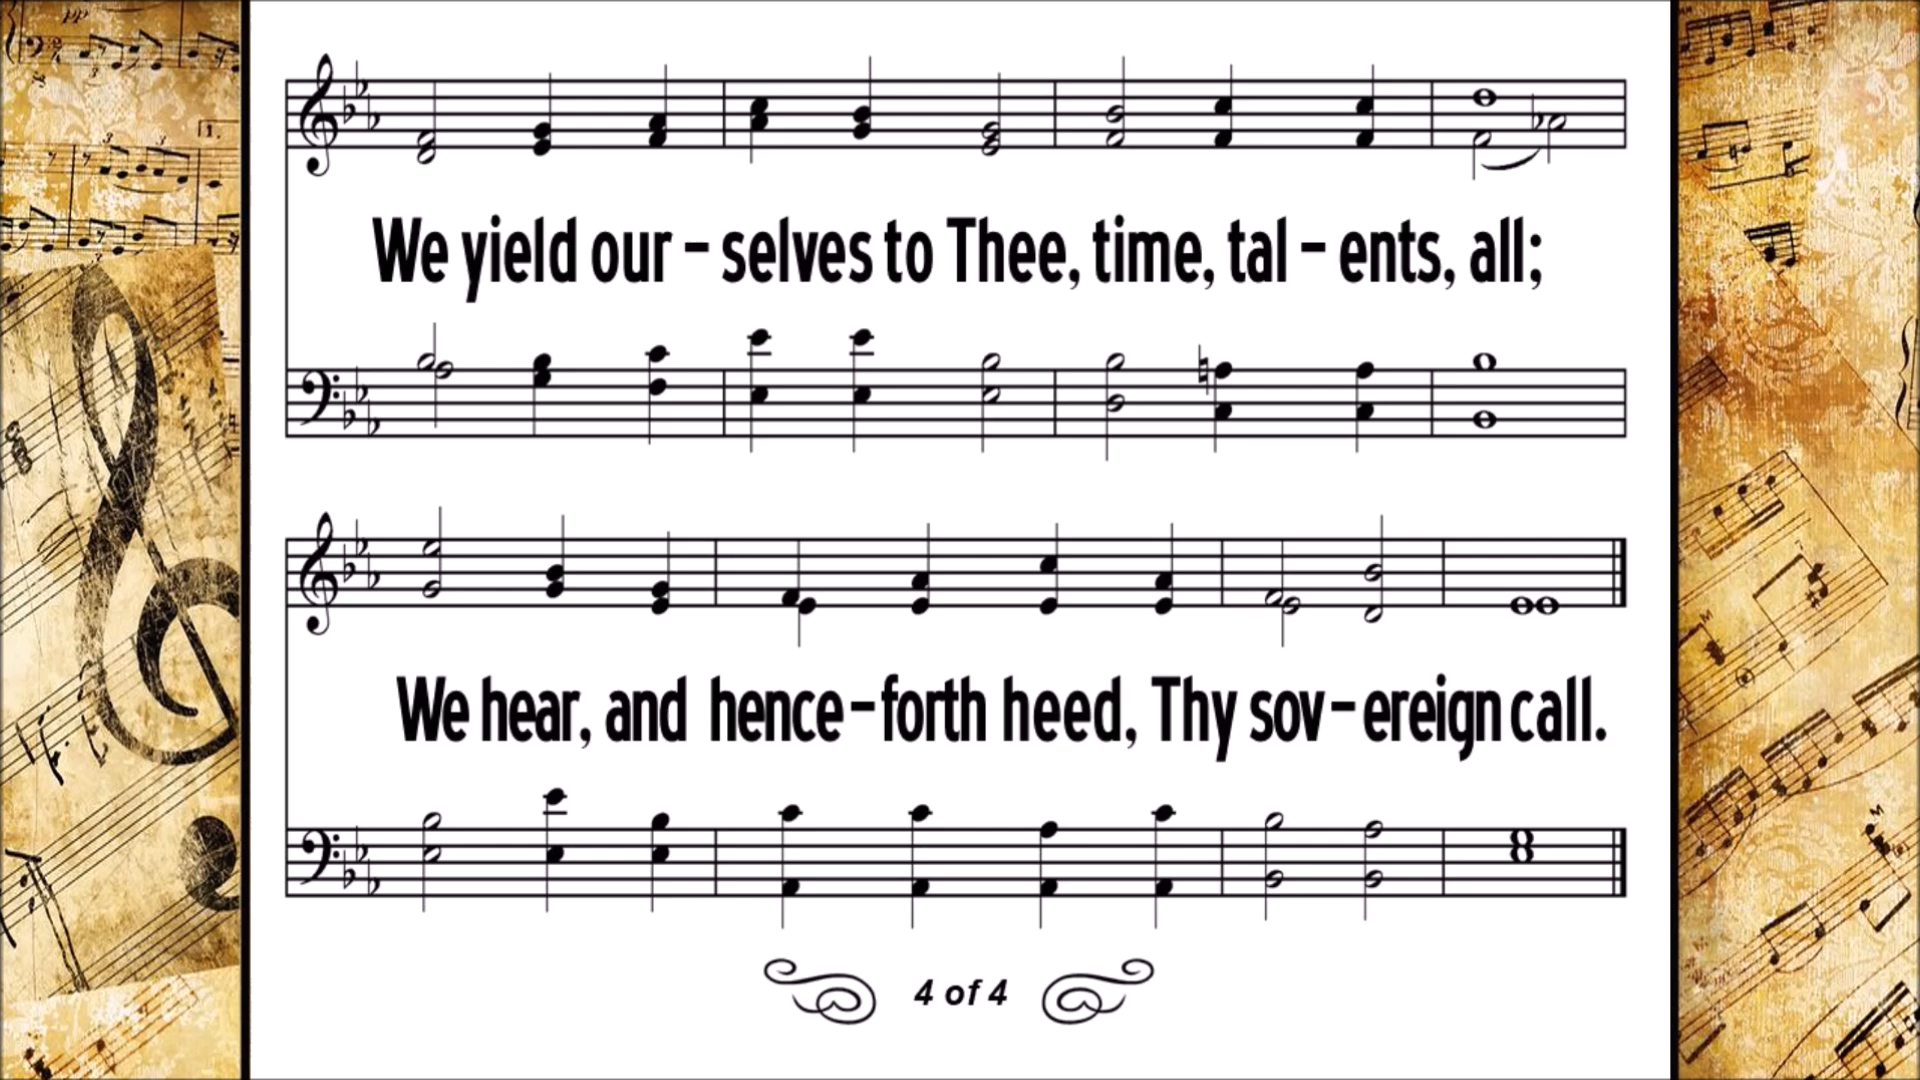 We yield our – selves to Thee, time, tal – ents, all;
We hear, and hence – forth heed, Thy sov – ereign call.
4 of 4